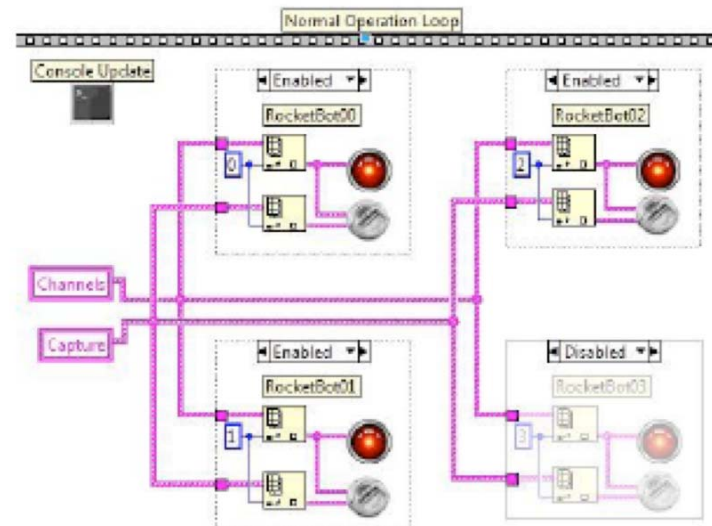 Normal Operation Loop
Console Update
Enabled
RocketBot00
0
Enabled
RocketBot02
2
Channels
Capture
Enabled
RocketBot01
1
Disabled
RocketBot03
3